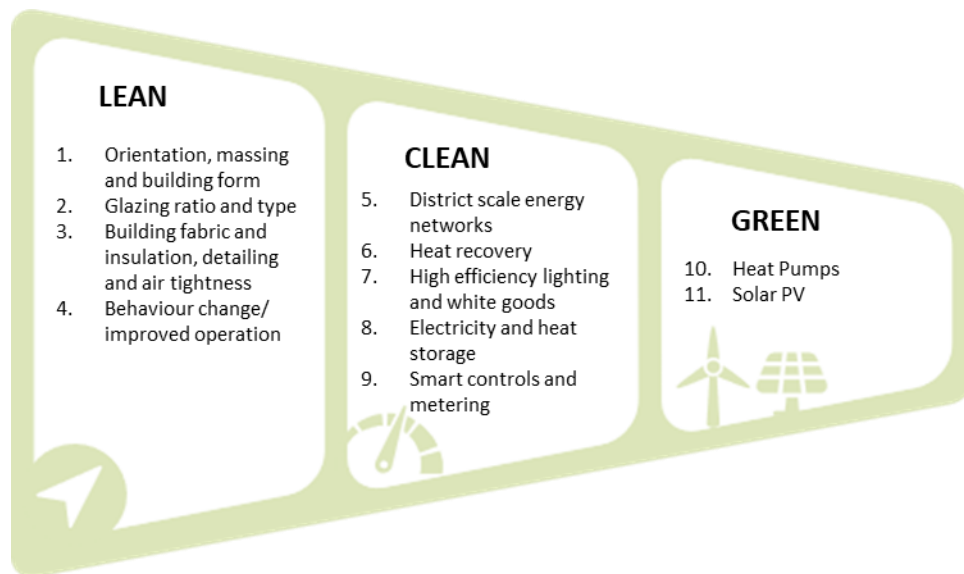 LEAN
1. Orientation, massing
and building form
2. Glazing ratio and type
3. Building fabric and
insulation, detailing
and air tightness
4. Behaviour change/
improved operation
CLEAN
5. District scale energy
networks
6. Heat recovery
7. High efficiency lighting
and white goods
8. Electricity and heat
storage
9. Smart controls and
metering
GREEN
10. Heat Pumps
11. Solar PV